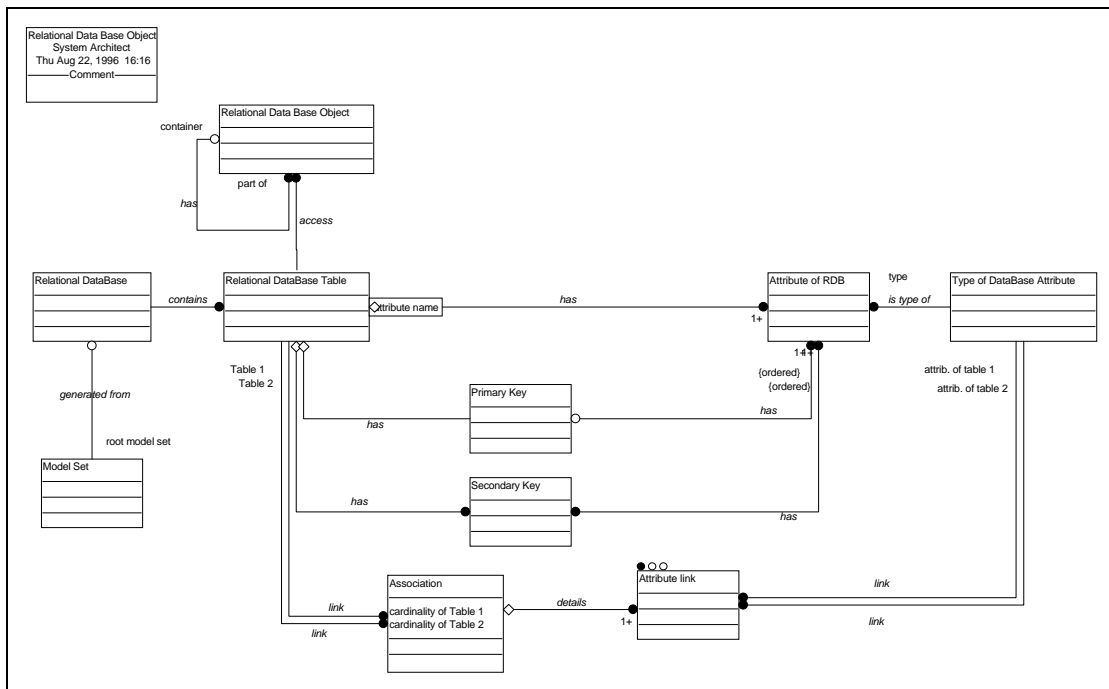 Relational Data Base Object
System Architect
Thu Aug 22, 1996 16:16
Comment
Relational Data Base Object
container
part of
has
access
Relational DataBase
contains
Relational DataBase Table
attribute name
has
1+
Attribute of RDB
type
is type of
Type of DataBase Attribute
Table 1
Table 2
1+
1+
{ordered}
{ordered}
attrib. of table 1
attrib. of table 2
generated from
root model set
Model Set
has
Primary Key
has
has
Secondary Key
has
Association
cardinality of Table 1
cardinality of Table 2
link
link
details
1+
Attribute link
link
link